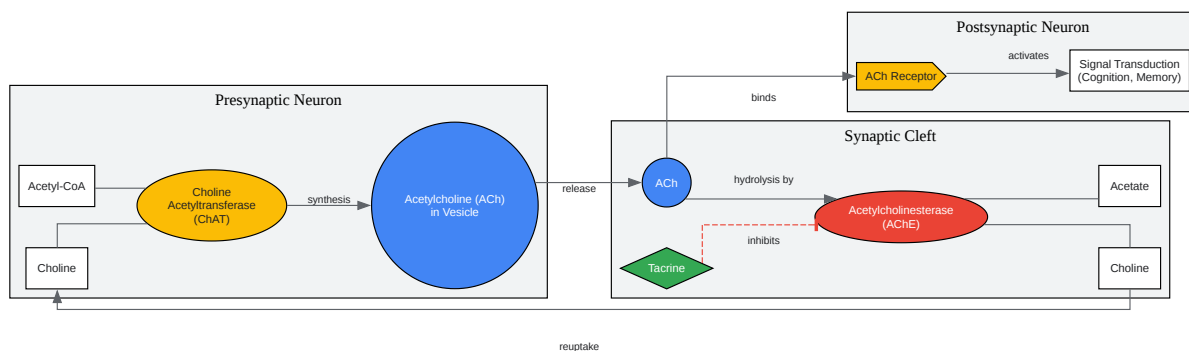 Postsynaptic Neuron
ACh Receptor
activates
Signal Transduction
(Cognition, Memory)
binds
Presynaptic Neuron
Acetyl-CoA
Choline
Acetyltransferase
(ChAT)
synthesis
Acetylcholine (ACh)
in Vesicle
Choline
release
Synaptic Cleft
ACh
hydrolysis by
Acetylcholinesterase
(AChE)
Acetate
inhibits
Tacrine
Choline
reuptake